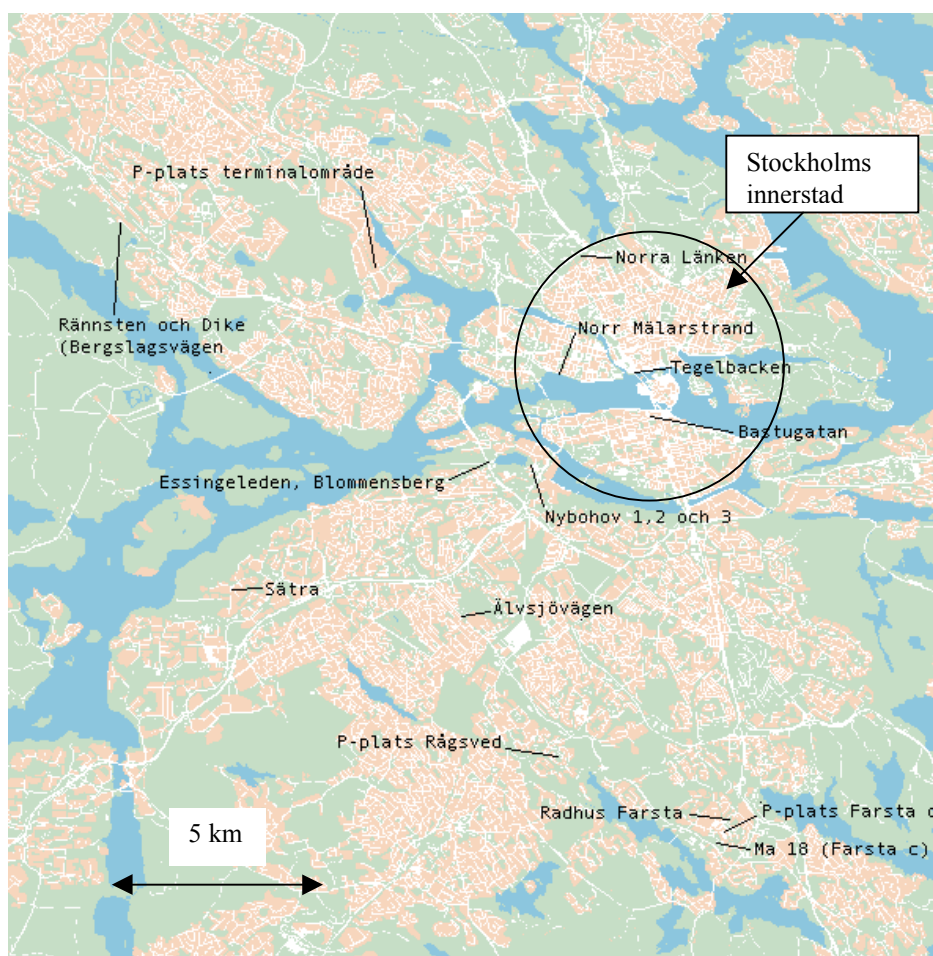 Stockholms
innerstad
P-plats terminalområde
Norra Länken
Rännsten och Dike
(Bergslagsvägen
Norr Mälarstrand
Tegelbacken
Bastugatan
Essingeleden, Blommensberg
Nybohov 1,2 och 3
Sätra
Älvsjövägen
P-plats Rågsved
Radhus Farsta
P-plats Farsta c
Ma 18 (Farsta c)
5 km